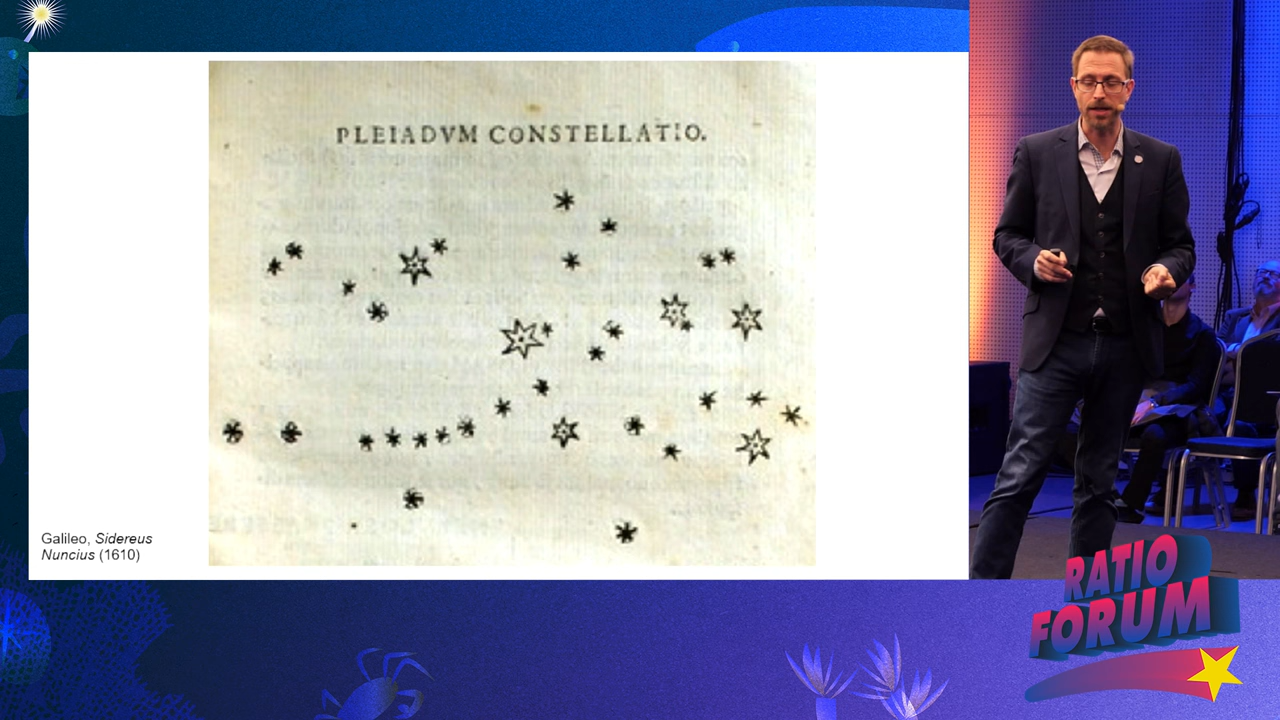 PLEIADVM CONSTELLATIO.
Galileo, Sidereus
Nuncius (1610)
RATIO
FORUM